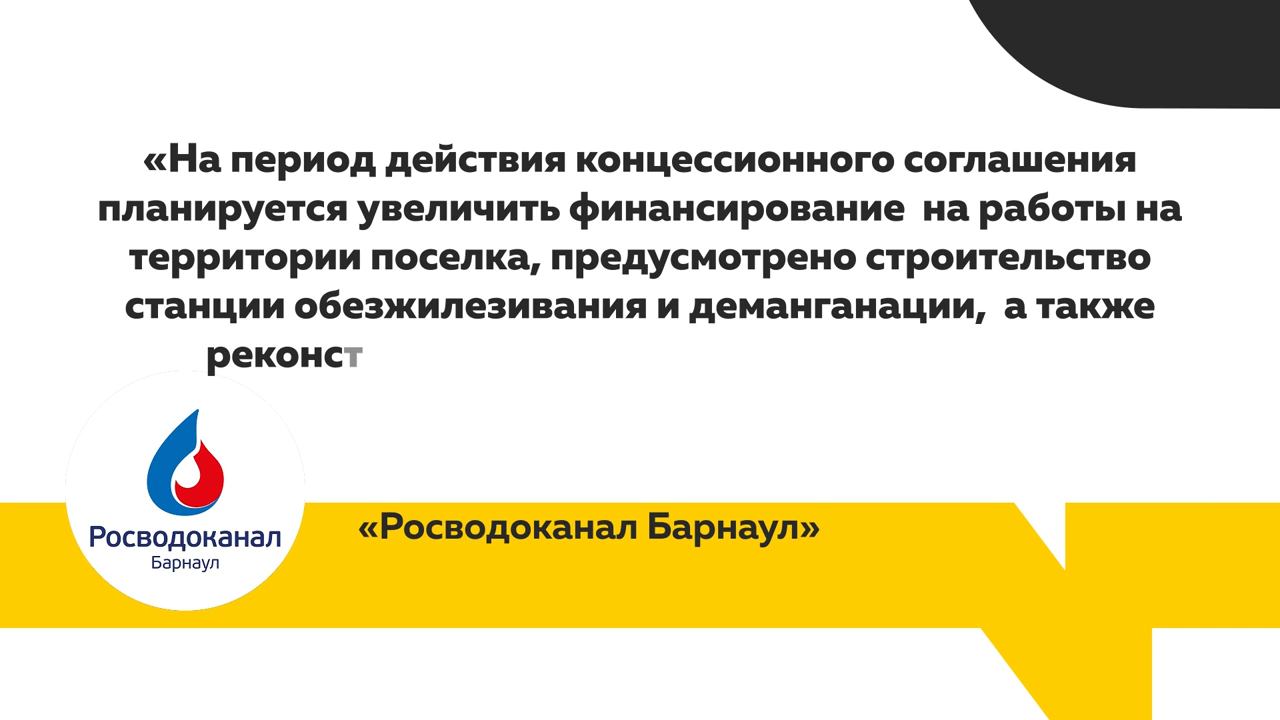 «На период действия концессионного соглашения
планируется увеличить финансирование на работы на
территории поселка, предусмотрено строительство
станции обезжилезивания и деманганации, а также
реконст
«Росводоканал Барнаул»
Росводоканал
Барнаул